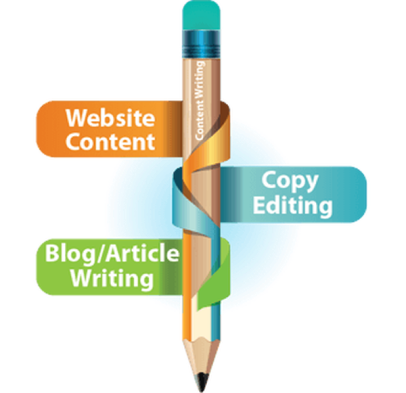 Content Writing
Website
Content
Copy
Editing
Blog/Article
Writing